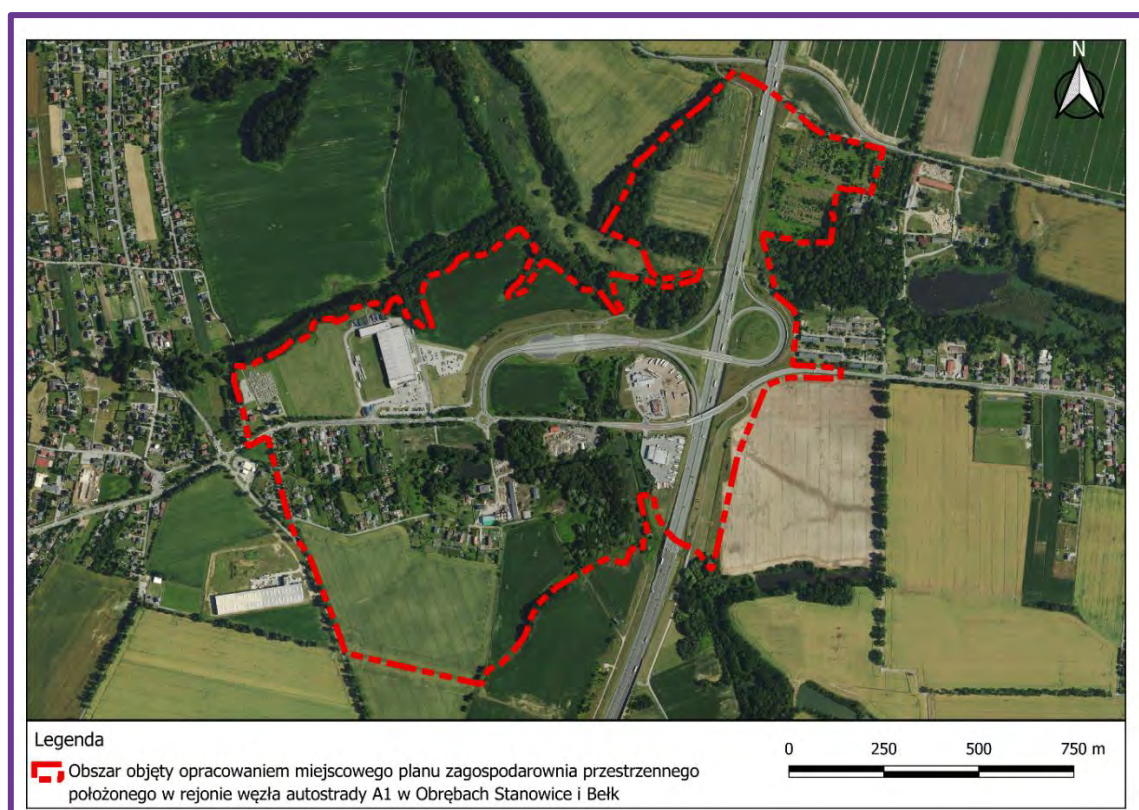 N
Legenda
0 250 500 750 m
Obszar objęty opracowaniem miejscowego planu zagospodarownia przestrzennego
położonego w rejonie węzła autostrady A1 w Obrębach Stanowice i Bełk